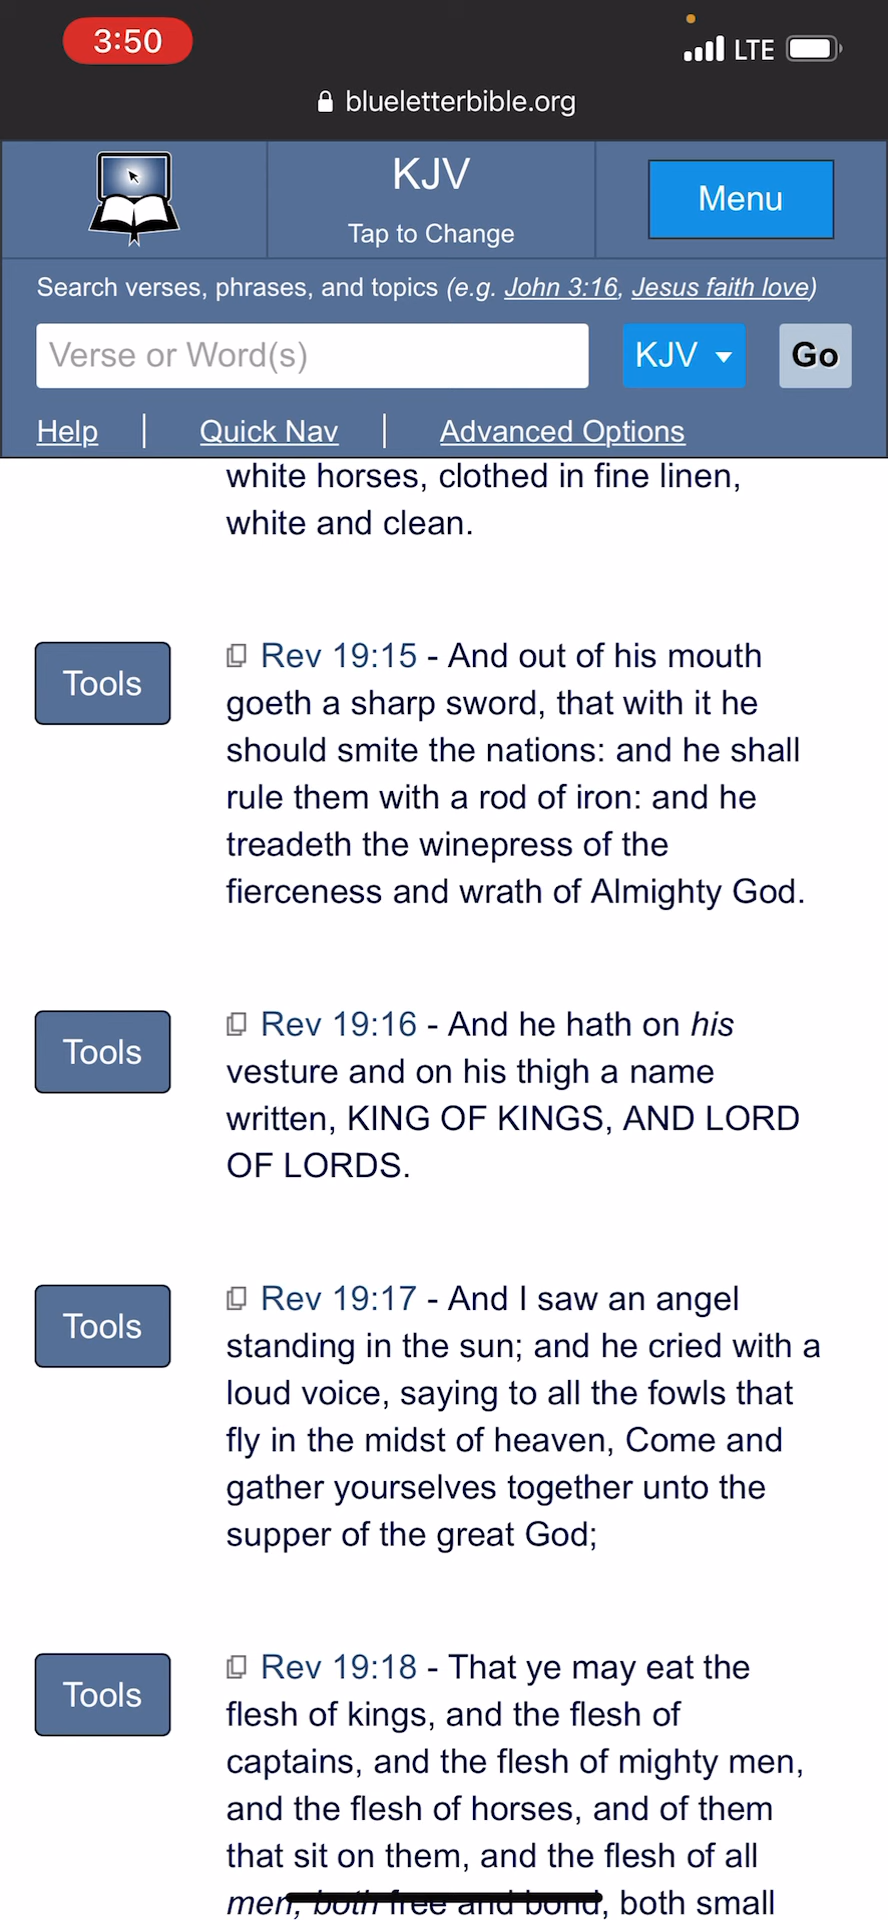 3:50
LTE
blueletterbible.org
KJV
Tap to Change
Menu
Search verses, phrases, and topics (e.g. John 3:16, Jesus faith love)
Verse or Word(s)
KJV
Go
Help | Quick Nav | Advanced Options
white horses, clothed in fine linen,
white and clean.
Tools
Rev 19:15 - And out of his mouth
goeth a sharp sword, that with it he
should smite the nations: and he shall
rule them with a rod of iron: and he
treadeth the winepress of the
fierceness and wrath of Almighty God.
Tools
Rev 19:16 - And he hath on his
vesture and on his thigh a name
written, KING OF KINGS, AND LORD
OF LORDS.
Tools
Rev 19:17 - And I saw an angel
standing in the sun; and he cried with a
loud voice, saying to all the fowls that
fly in the midst of heaven, Come and
gather yourselves together unto the
supper of the great God;
Tools
Rev 19:18 - That ye may eat the
flesh of kings, and the flesh of
captains, and the flesh of mighty men,
and the flesh of horses, and of them
that sit on them, and the flesh of all
men, both free and bond, both small